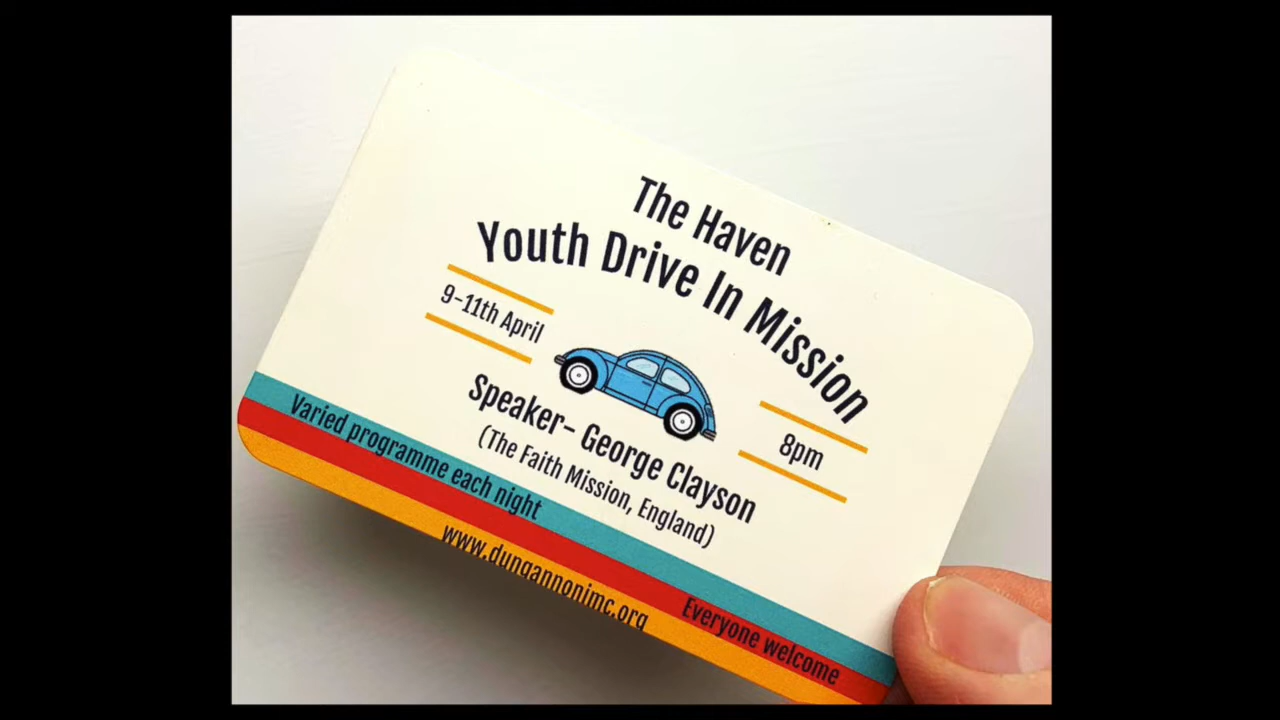 The Haven
Youth Drive In Mission
9-11th April
8pm
Speaker- George Clayson
(The Faith Mission, England)
Varied programme each night
Everyone welcome
www.dungannonimc.org